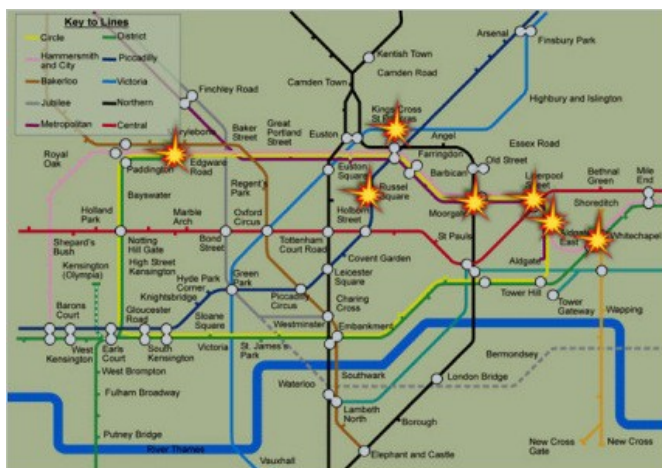 Key to Lines
Circle
District
Hammersmith
and City
Piccadilly
Bakerloo
Victoria
Jubilee
Northern
Metropolitan
Central
Arsenal
Finsbury Park
Kentish Town
Camden Town
Camden Road
Finchley Road
Highbury and Islington
Baker
Street
Great
Portland
Street
Euston
Angel
Essex Road
Royal
Oak
Paddington
Edgware
Road
Farringdon
Barbican
Old Street
Liverpool
Street
Bethnal Green
Mile
End
Euston
Square
Russel
Square
Bayswater
Regent's
Park
Shoreditch
Holland
Park
Marble
Arch
Oxford
Circus
Holborn
Street
Whitechapel
Shepard's
Bush
Notting
Hill Gate
Bond
Street
Tottenham
Court Road
St Pauls
East
Kensington
(Olympia)
High Street
Kensington
Covent Garden
Aldgate
Hyde Park
Corner
Green
Park
Leicester
Square
Barons
Court
Gloucester
Road
Knightsbridge
Sloane
Square
Piccadilly
Circus
Charing
Cross
Tower Hill
Tower
Gateway
Wapping
Westminster
Embankment
West
Kensington
Earls
Court
South
Kensington
Victoria
St. James's
Park
Bermondsey
West Brompton
Southwark
Fulham Broadway
Waterloo
London Bridge
Lambeth
North
Putney Bridge
Borough
River Thames
Vauxhall
Elephant and Castle
New Cross
Gate
New Cross